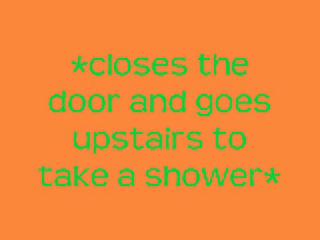 *closes the
door and goes
upstairs to
take a shower*